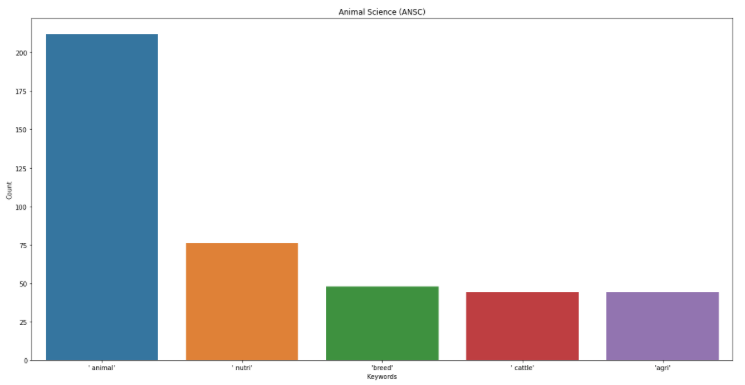 Animal Science (ANSC)
200
175
150
125
100
75
50
25
0
Count
' animal'
' nutri'
'breed'
' cattle'
'agri'
Keywords